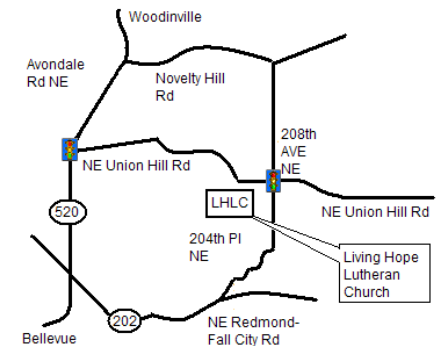 Woodinville
Avondale
Rd NE
Novelty Hill
Rd
208th
AVE
NE
NE Union Hill Rd
LHLC
NE Union Hill Rd
520
204th Pl
NE
Living Hope
Lutheran
Church
202
NE Redmond-
Fall City Rd
Bellevue